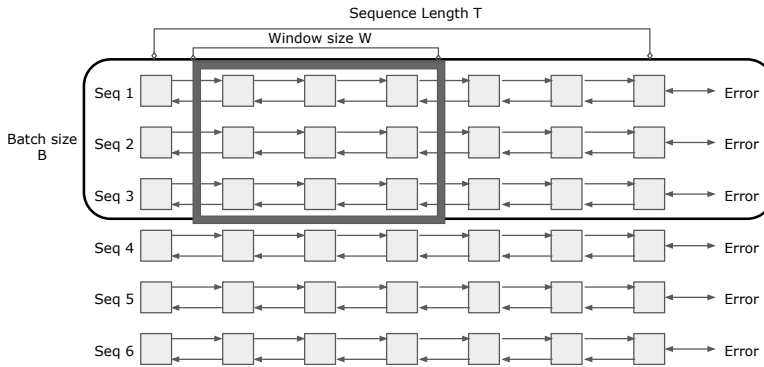 Sequence Length T
Window size W
Seq 1
Error
Batch size
B
Seq 2
Error
Seq 3
Error
Seq 4
Error
Seq 5
Error
Seq 6
Error